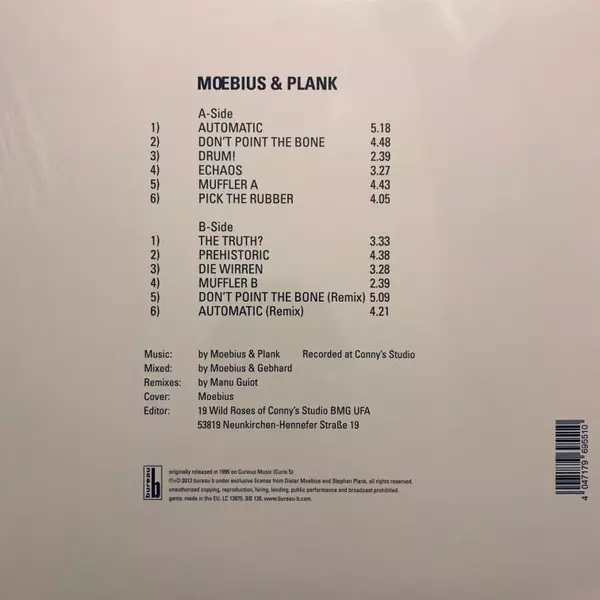 MŒBIUS & PLANK
A-Side
1) AUTOMATIC 5.18
2) DON'T POINT THE BONE 4.48
3) DRUM! 2.39
4) ECHAOS 3.27
5) MUFFLER A 4.43
6) PICK THE RUBBER 4.05
B-Side
1) THE TRUTH? 3.33
2) PREHISTORIC 4.38
3) DIE WIRREN 3.28
4) MUFFLER B 2.39
5) DON'T POINT THE BONE (Remix) 5.09
6) AUTOMATIC (Remix) 4.21
Music: by Moebius & Plank Recorded at Conny's Studio
Mixed: by Moebius & Gebhard
Remixes: by Manu Guiot
Cover: Moebius
Editor: 19 Wild Roses of Conny's Studio BMG UFA
53819 Neunkirchen-Hennefer Straße 19
bureau b
originally released in 1995 on Curious Music (Curio 5)
℗+© 2012 bureau b under exclusive license from Dieter Moebius and Stephan Plank, all rights reserved.
unauthorized copying, reproduction, hiring, lending, public performance and broadcast prohibited.
gema. made in the EU. LC 13875. BB 120. www.bureau-b.com.
4 047179 695510